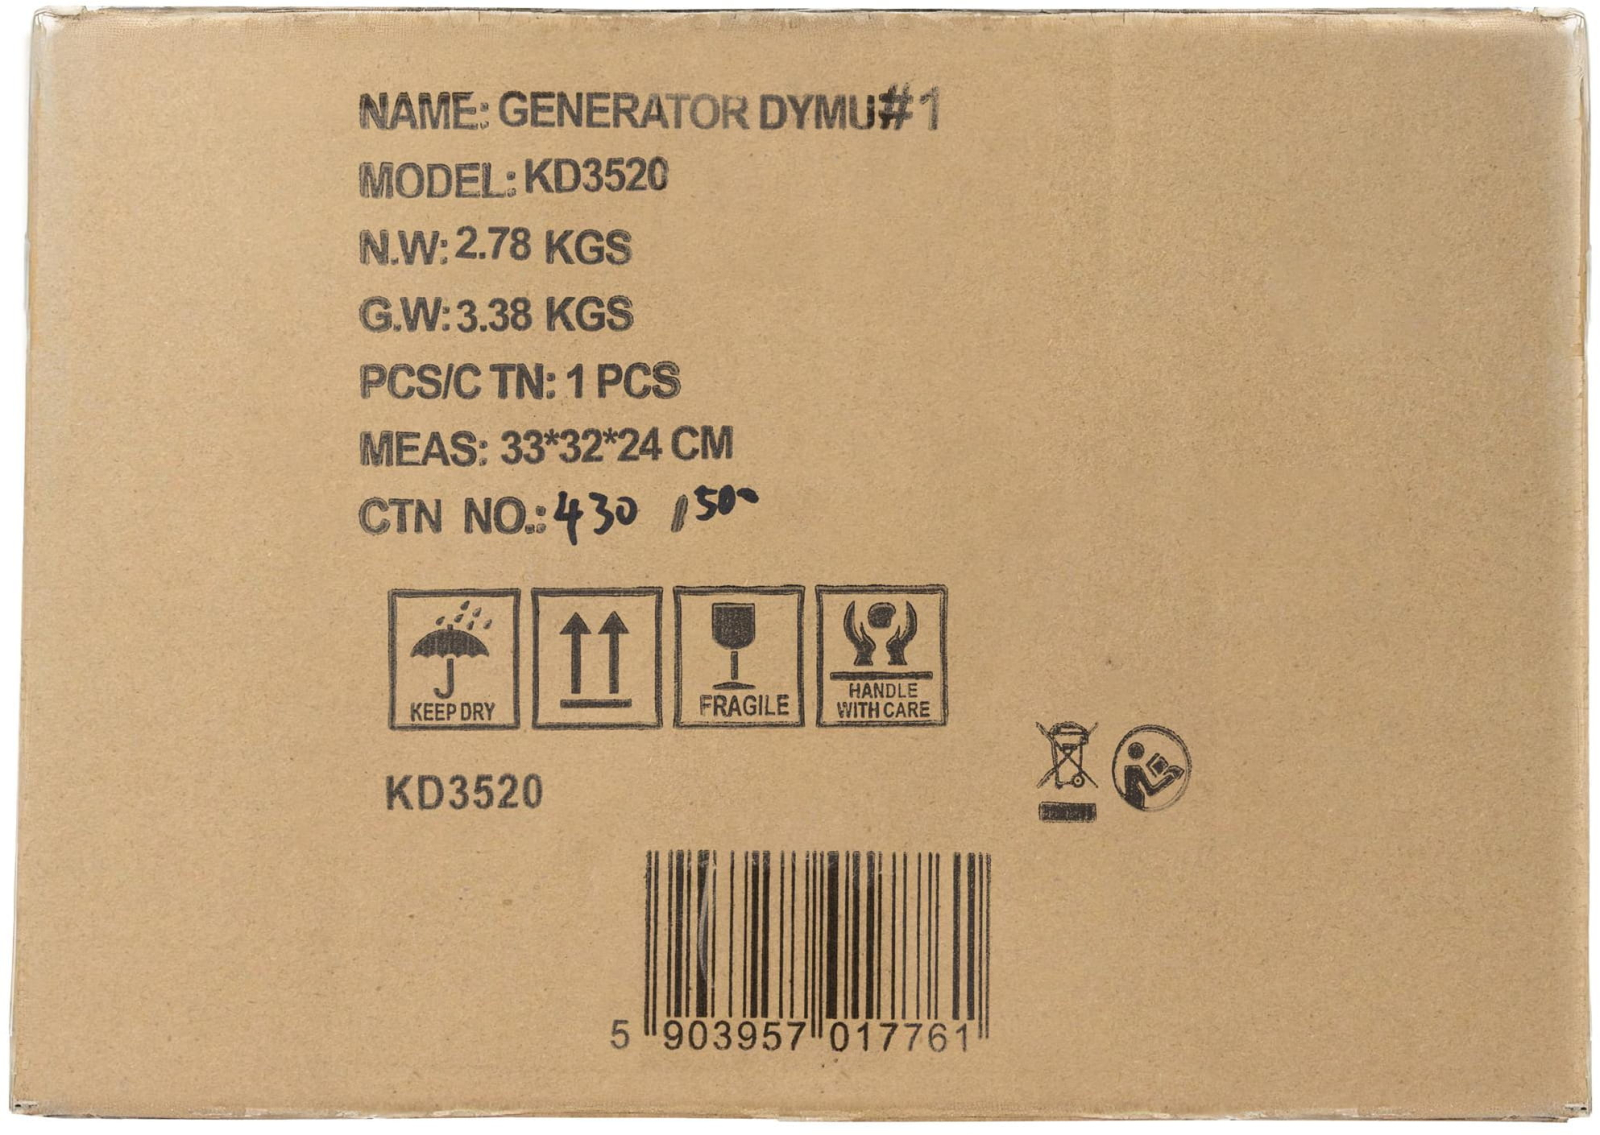 NAME: GENERATOR DYMU#1
MODEL: KD3520
N.W: 2.78 KGS
G.W: 3.38 KGS
PCS/C TN: 1 PCS
MEAS: 33*32*24 CM
CTN NO.: 430 /500
KEEP DRY
FRAGILE
HANDLE
WITH CARE
KD3520
5 903957 017761